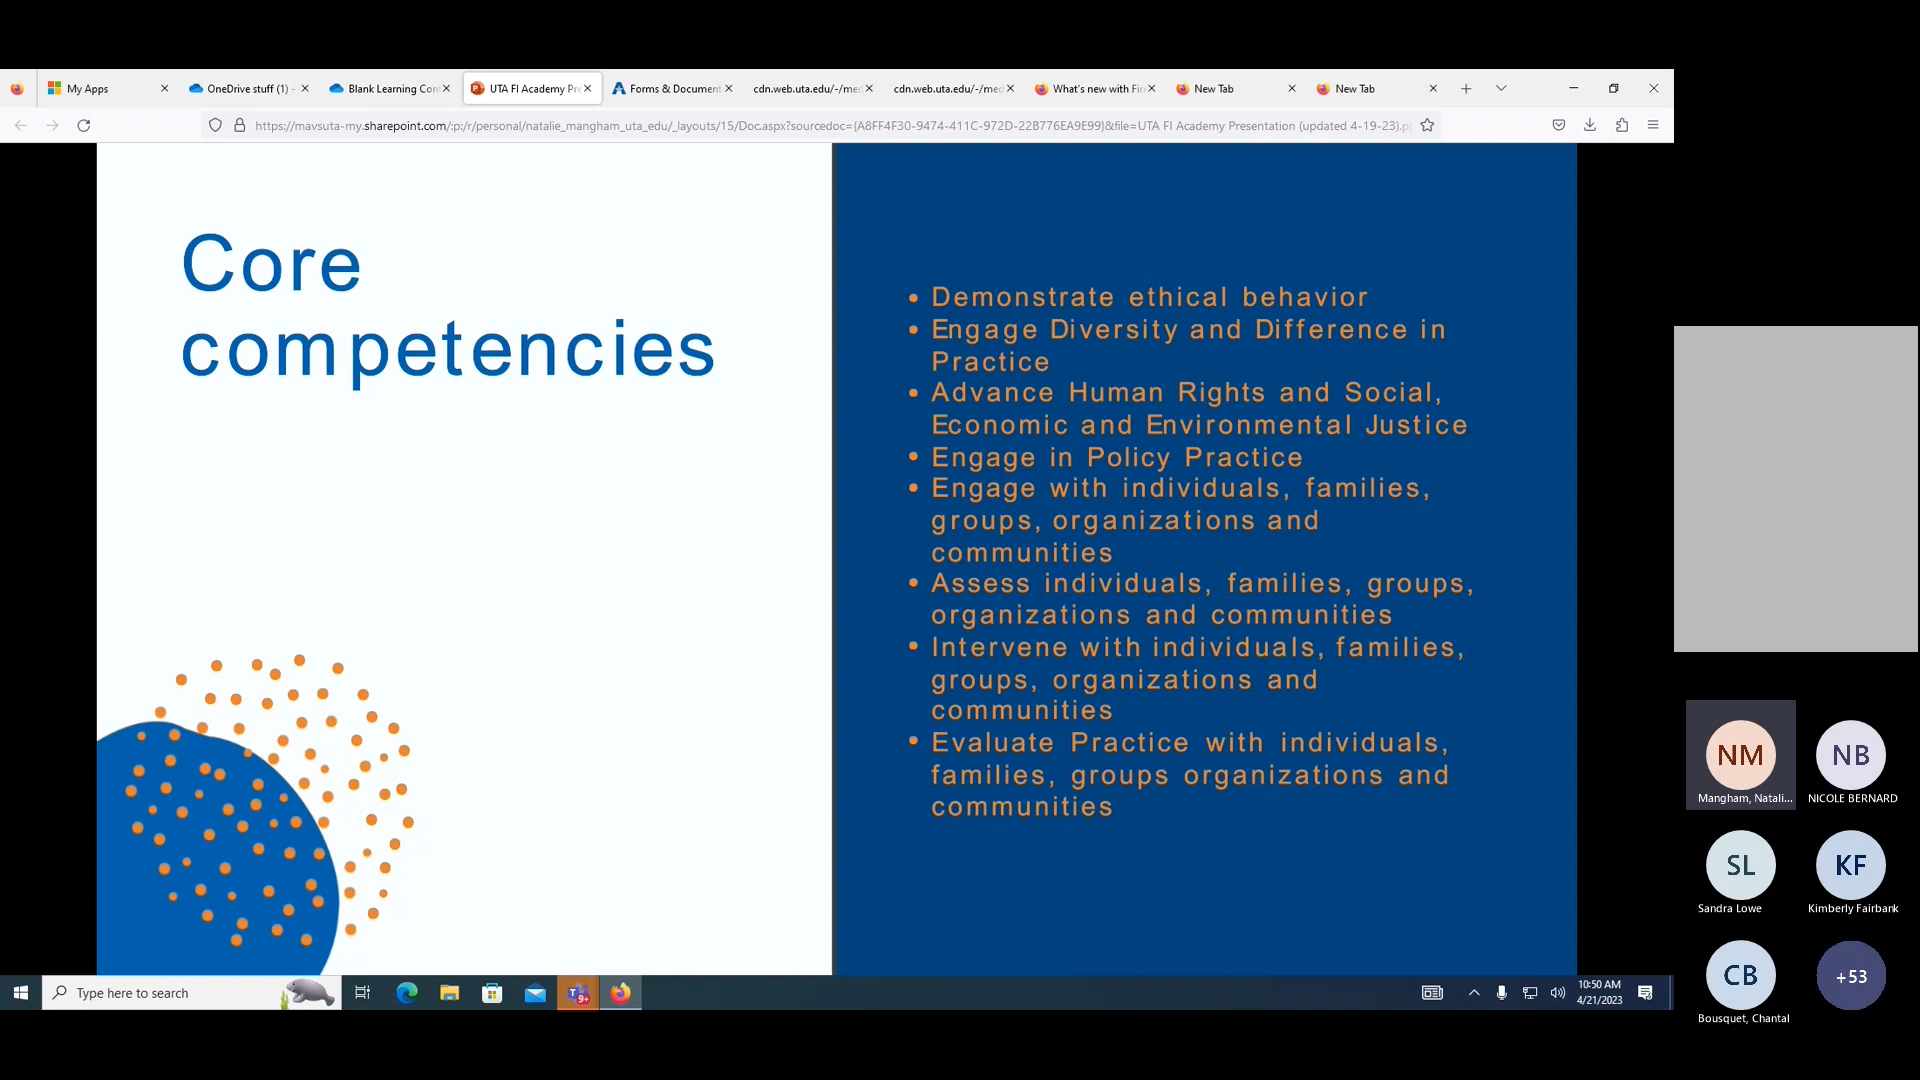 My Apps
OneDrive stuff (1) -
Blank Learning Con
UTA FI Academy Pre
Forms & Document
cdn.web.uta.edu/-/med
cdn.web.uta.edu/-/med
What's new with Fire
New Tab
New Tab
https://mavsuta-my.sharepoint.com/:p:/r/personal/natalie_mangham_uta_edu/_layouts/15/Doc.aspx?sourcedoc={A8FF4F30-9474-411C-972D-22B776EA9E99}&file=UTA FI Academy Presentation (updated 4-19-23).p
Core
competencies
• Demonstrate ethical behavior
• Engage Diversity and Difference in
Practice
• Advance Human Rights and Social,
Economic and Environmental Justice
• Engage in Policy Practice
• Engage with individuals, families,
groups, organizations and
communities
• Assess individuals, families, groups,
organizations and communities
• Intervene with individuals, families,
groups, organizations and
communities
• Evaluate Practice with individuals,
families, groups organizations and
communities
NM
Mangham, Natali...
NB
NICOLE BERNARD
SL
Sandra Lowe
KF
Kimberly Fairbank
CB
Bousquet, Chantal
+53
Type here to search
9+
10:50 AM
4/21/2023